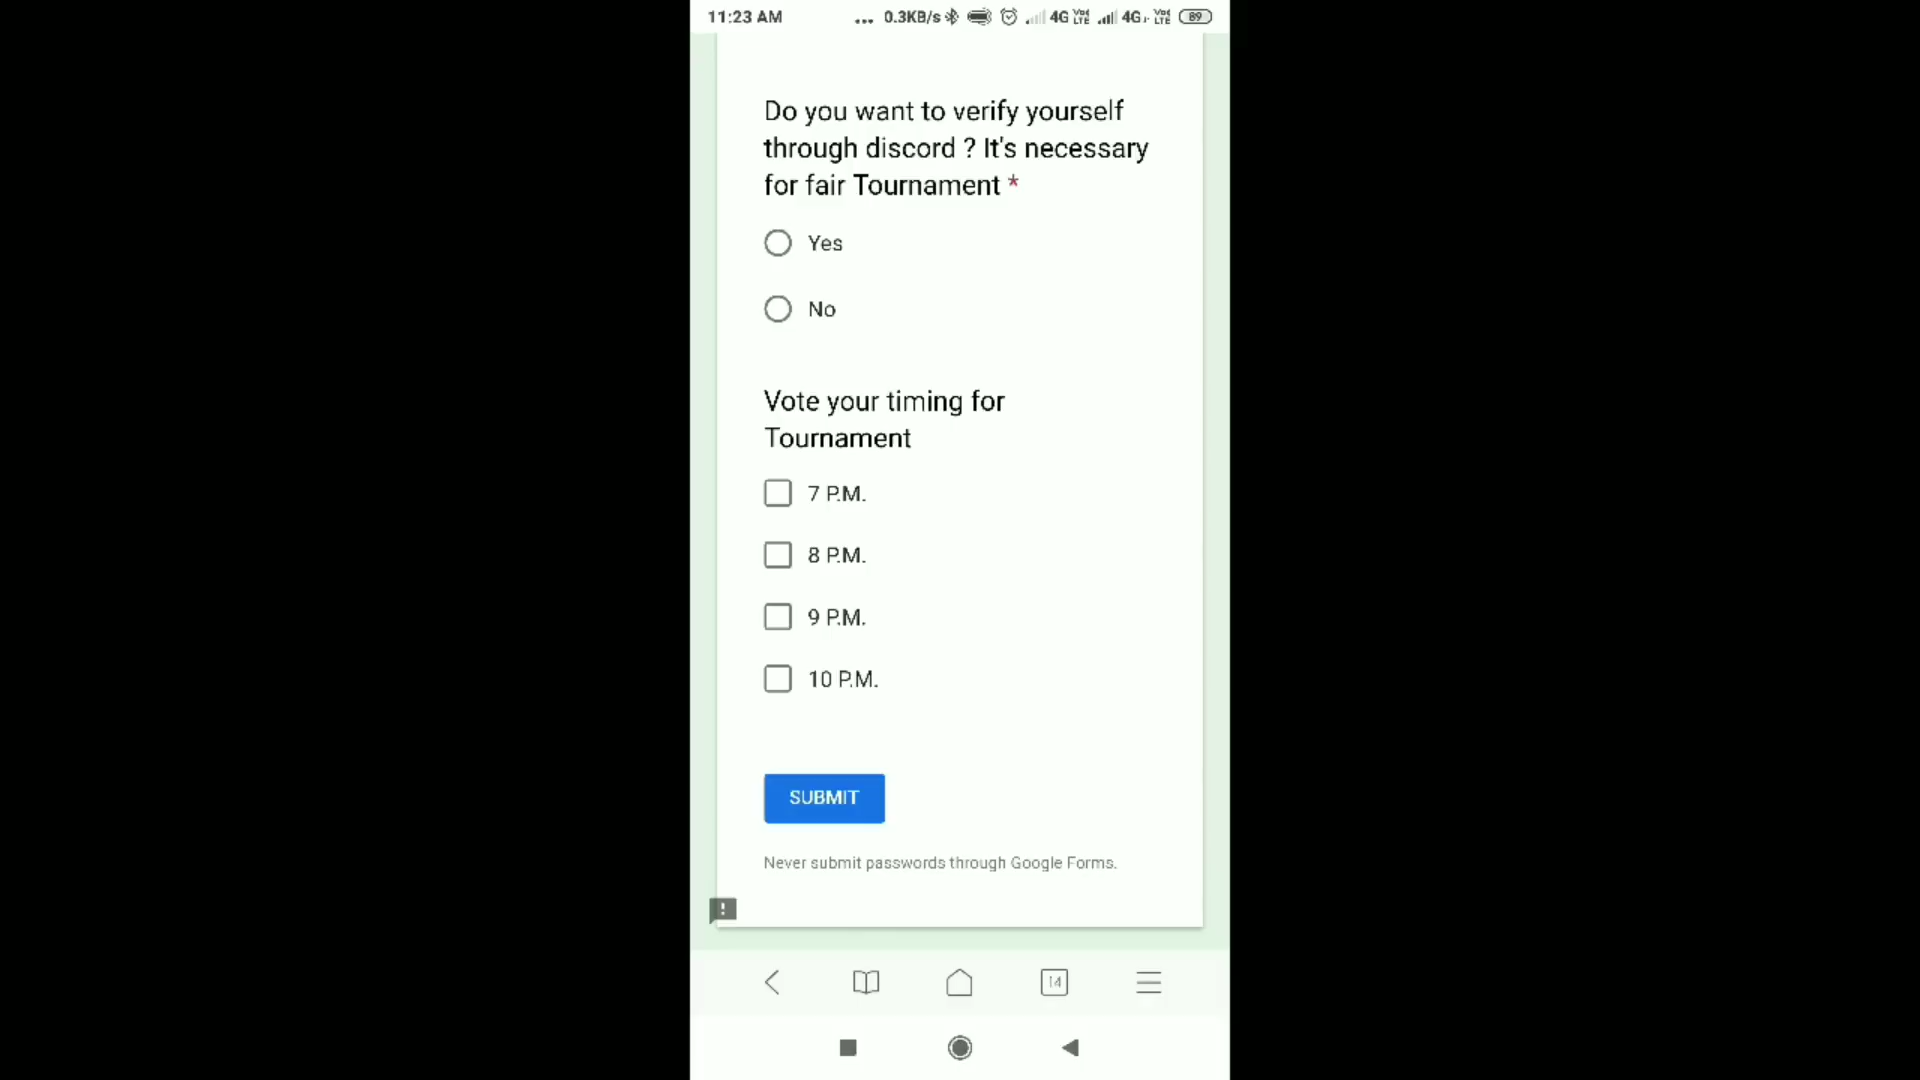 11:23 AM ... 0.3KB/s 4G 4G 89
Do you want to verify yourself
through discord ? It's necessary
for fair Tournament *
Yes
No
Vote your timing for
Tournament
7 P.M.
8 P.M.
9 P.M.
10 P.M.
SUBMIT
Never submit passwords through Google Forms.
14